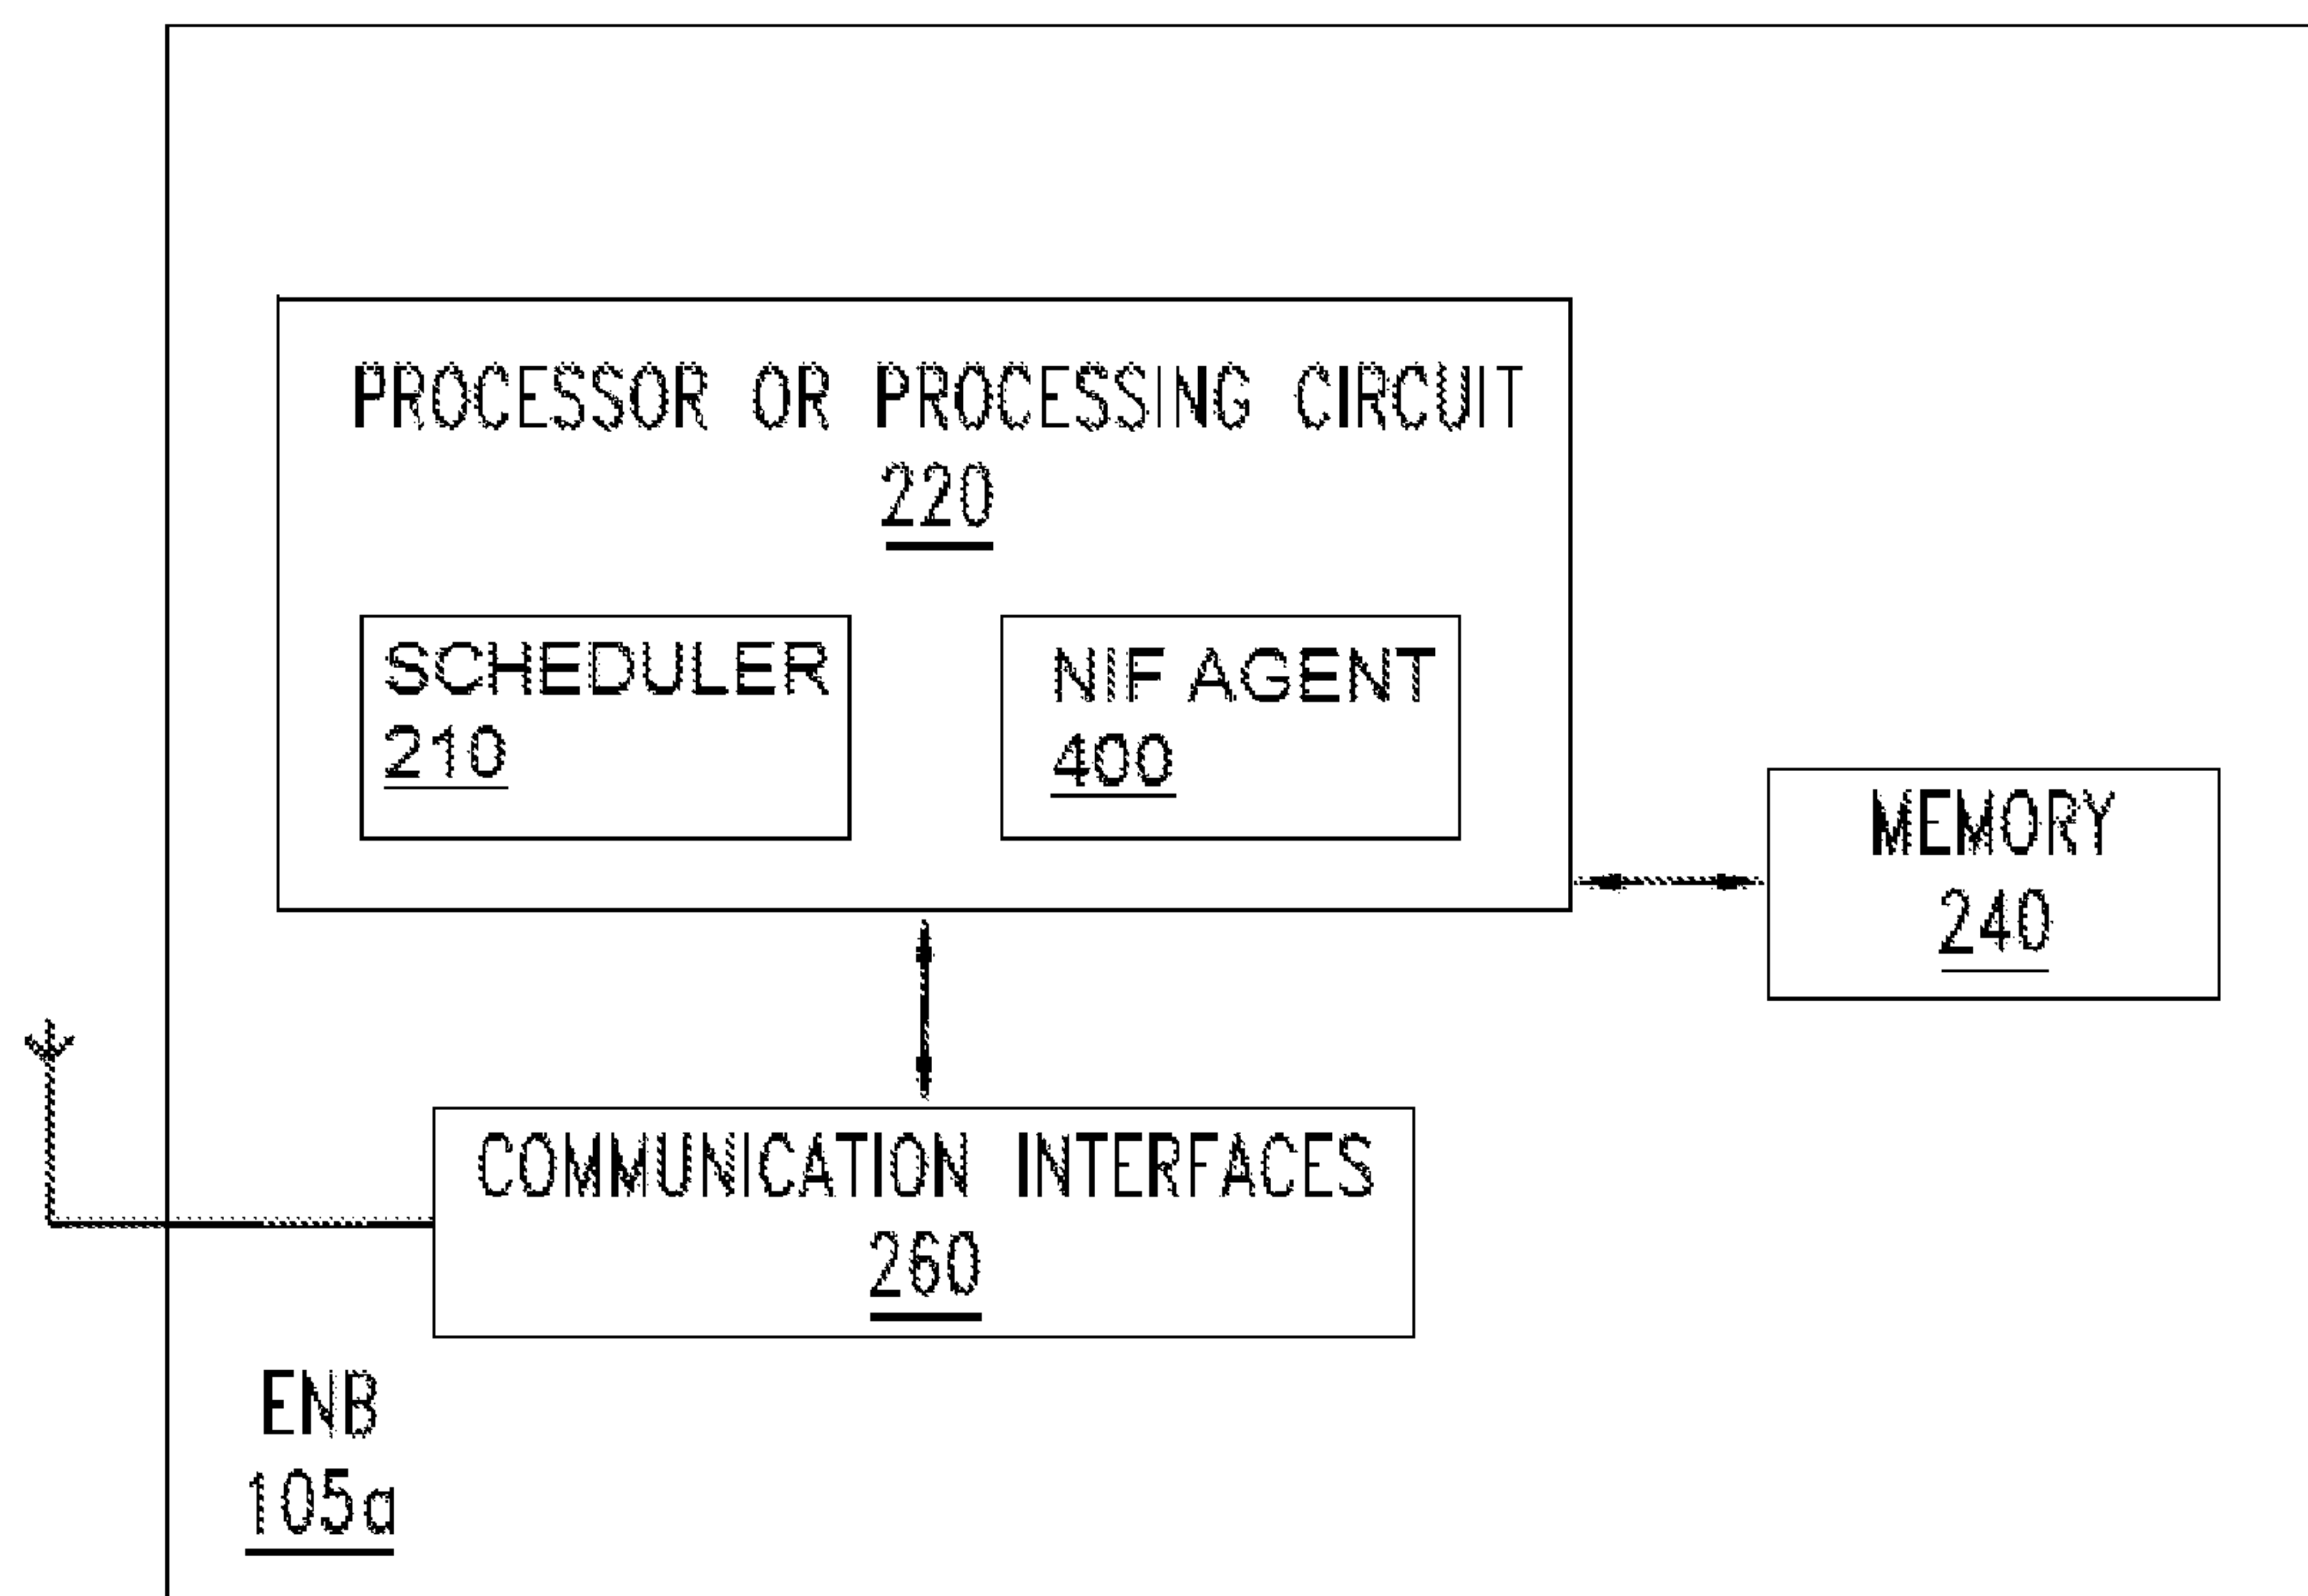 PROCESSOR OR PROCESSING CIRCUIT
220
SCHEDULER
210
NIF AGENT
400
MEMORY
240
COMMUNICATION INTERFACES
260
ENB
105a